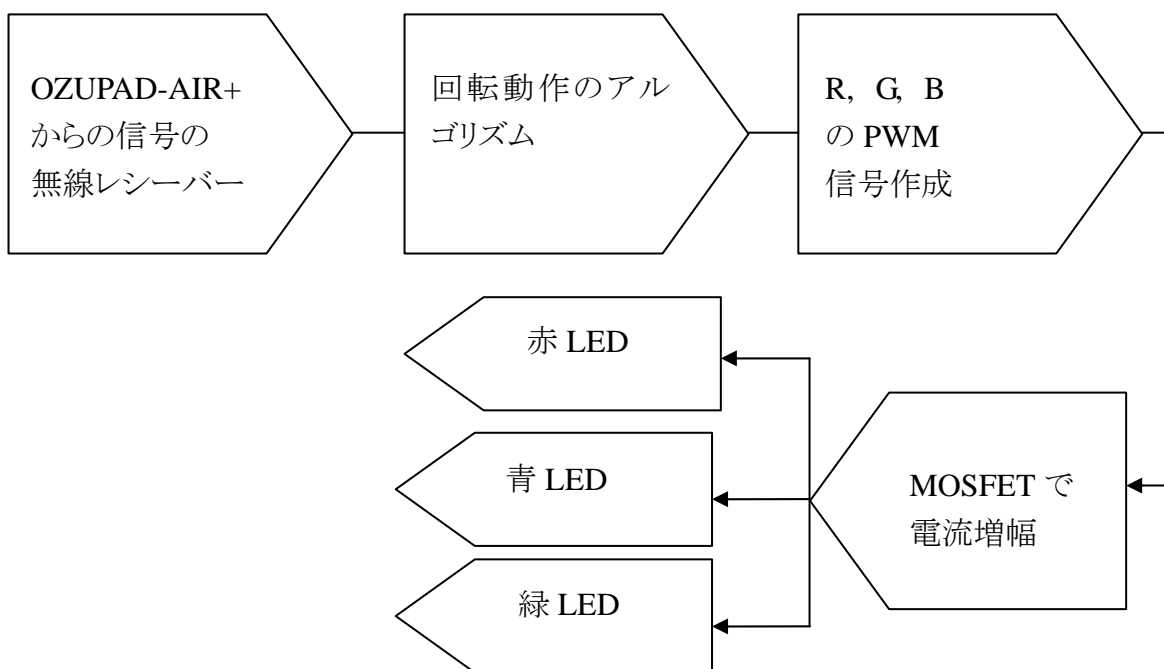 OZUPAD-AIR+
からの信号の
無線レシーバー
回転動作のアル
ゴリズム
R, G, B
の PWM
信号作成
赤 LED
青 LED
MOSFET で
電流増幅
緑 LED